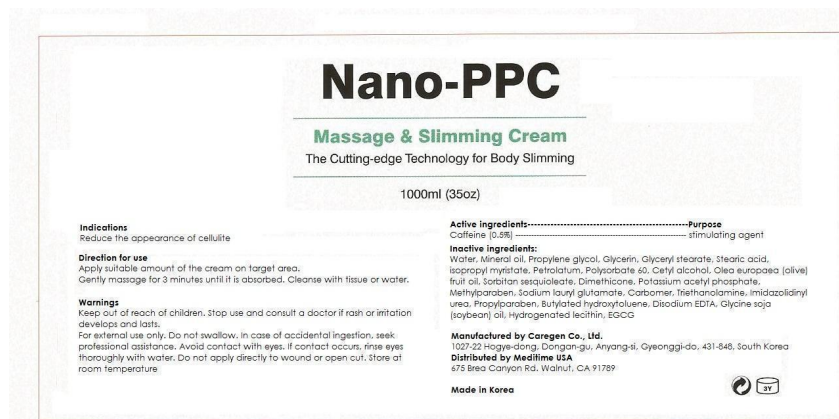 Nano-PPC
Massage & Slimming Cream
The Cutting-edge Technology for Body Slimming
1000ml (35oz)
Indications
Reduce the appearance of cellulite
Direction for use
Apply suitable amount of the cream on target area.
Gently massage for 3 minutes until it is absorbed. Cleanse with tissue or water.
Warnings
Keep out of reach of children. Stop use and consult a doctor if rash or irritation
develops and lasts.
For external use only. Do not swallow. In case of accidental ingestion, seek
professional assistance. Avoid contact with eyes. If contact occurs, rinse eyes
thoroughly with water. Do not apply directly to wound or open cut. Store at
room temperature
Active ingredients------------------------------------------------Purpose
Caffeine (0.5%) ------------------------------------------------ stimulating agent
Inactive ingredients:
Water, Mineral oil, Propylene glycol, Glycerin, Glyceryl stearate, Stearic acid,
isopropyl myristate, Petrolatum, Polysorbate 60, Cetyl alcohol, Olea europaea (olive)
fruit oil, Sorbitan sesquioleate, Dimethicone, Potassium acetyl phosphate,
Methylparaben, Sodium lauryl glutamate, Carbomer, Triethanolamine, Imidazolidinyl
urea, Propylparaben, Butylated hydroxytoluene, Disodium EDTA, Glycine soja
(soybean) oil, Hydrogenated lecithin, EGCG
Manufactured by Caregen Co., Ltd.
1027-22 Hogye-dong, Dongan-gu, Anyang-si, Gyeonggi-do, 431-848, South Korea
Distributed by Meditime USA
675 Brea Canyon Rd. Walnut, CA 91789
Made in Korea
3Y